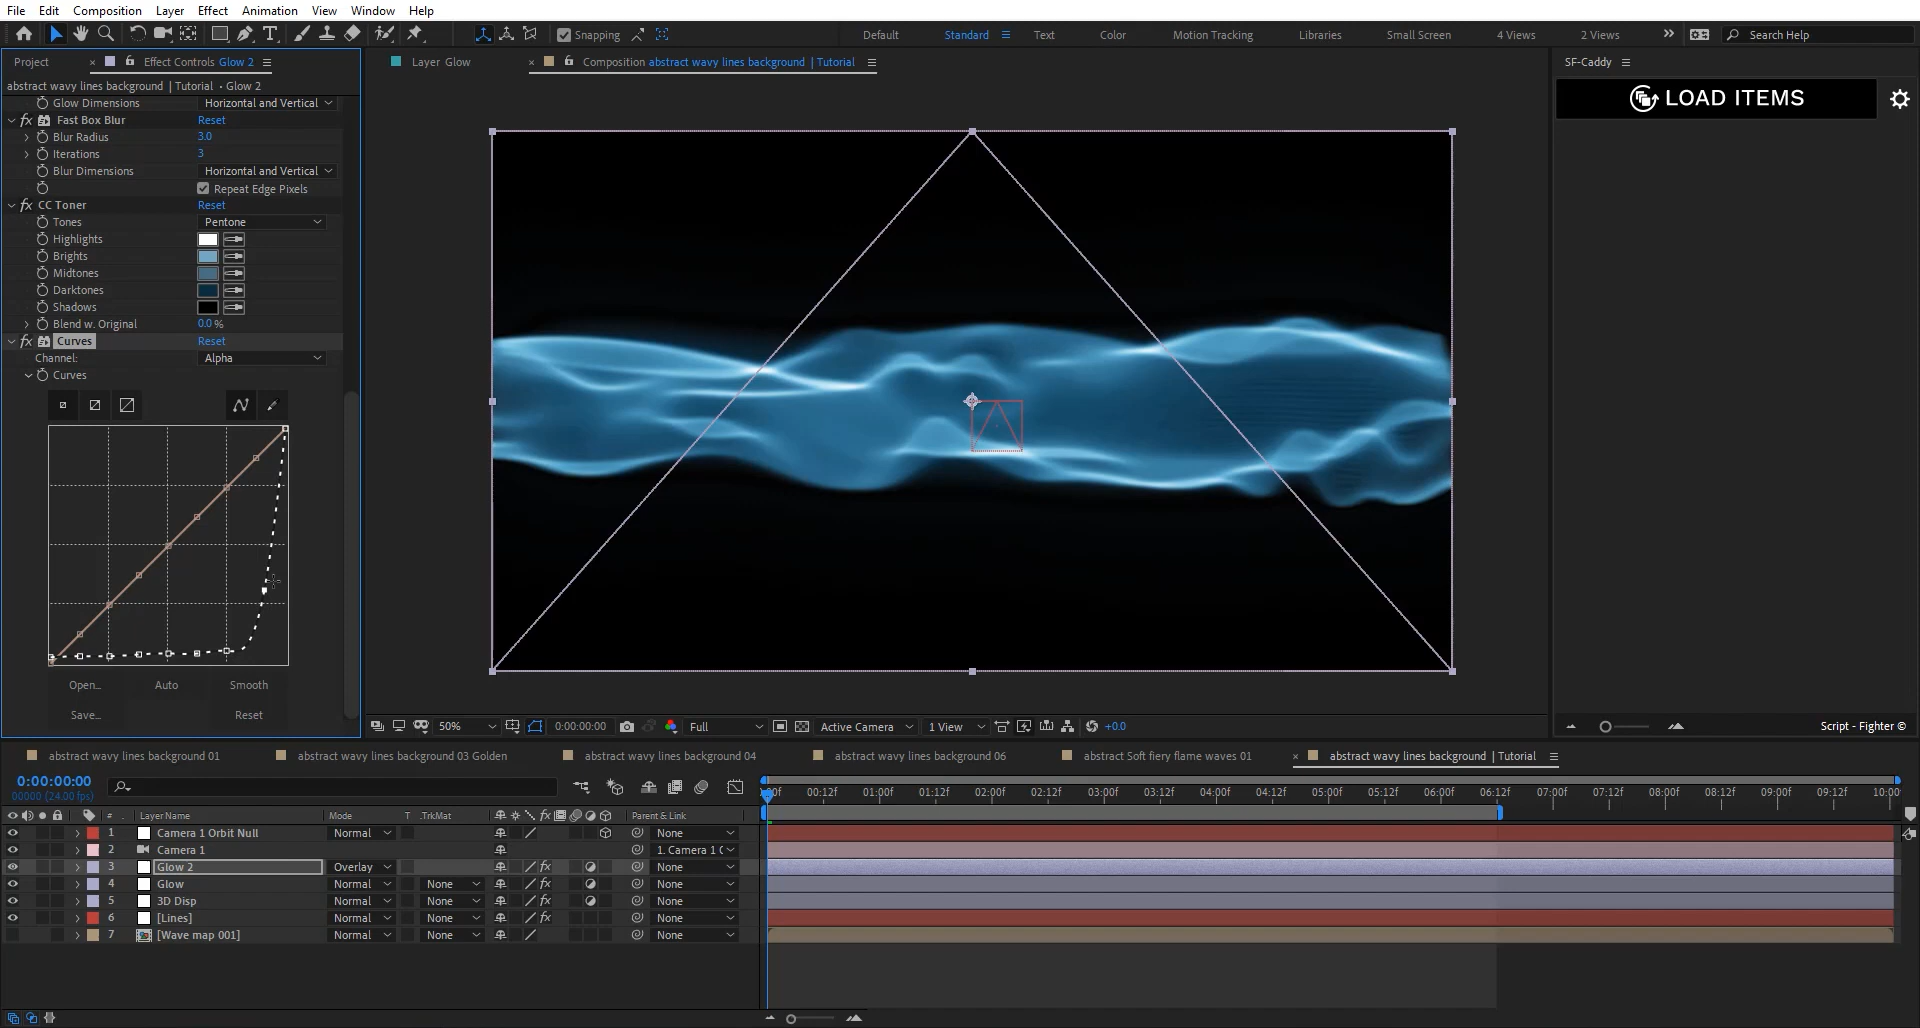 File Edit Composition Layer Effect Animation View Window Help
Snapping Default Standard Text Color Motion Tracking Libraries Small Screen 4 Views 2 Views Search Help
Project Effect Controls Glow 2
Layer Glow Composition abstract wavy lines background | Tutorial
SF-Caddy
abstract wavy lines background | Tutorial • Glow 2
LOAD ITEMS
Glow Dimensions Horizontal and Vertical
fx Fast Box Blur Reset
Blur Radius 3.0
Iterations 3
Blur Dimensions Horizontal and Vertical
Repeat Edge Pixels
fx CC Toner Reset
Tones Pentone
Highlights
Brights
Midtones
Darktones
Shadows
Blend w. Original 0.0 %
fx Curves Reset
Channel: Alpha
Curves
Open... Auto Smooth
Save... Reset
50% 0:00:00:00 Full Active Camera 1 View +0.0
Script - Fighter ©
abstract wavy lines background 01 abstract wavy lines background 03 Golden abstract wavy lines background 04 abstract wavy lines background 06 abstract Soft fiery flame waves 01 abstract wavy lines background | Tutorial
0:00:00:00
00000 (24.00 fps)
00:12f 01:00f 01:12f 02:00f 02:12f 03:00f 03:12f 04:00f 04:12f 05:00f 05:12f 06:00f 06:12f 07:00f 07:12f 08:00f 08:12f 09:00f 09:12f 10:00
# Layer Name Mode T .TrkMat fx Parent & Link
1 Camera 1 Orbit Null Normal None
2 Camera 1 1. Camera 1 O
3 Glow 2 Overlay fx None
4 Glow Normal None fx None
5 3D Disp Normal None fx None
6 [Lines] Normal None fx None
7 [Wave map 001] Normal None None